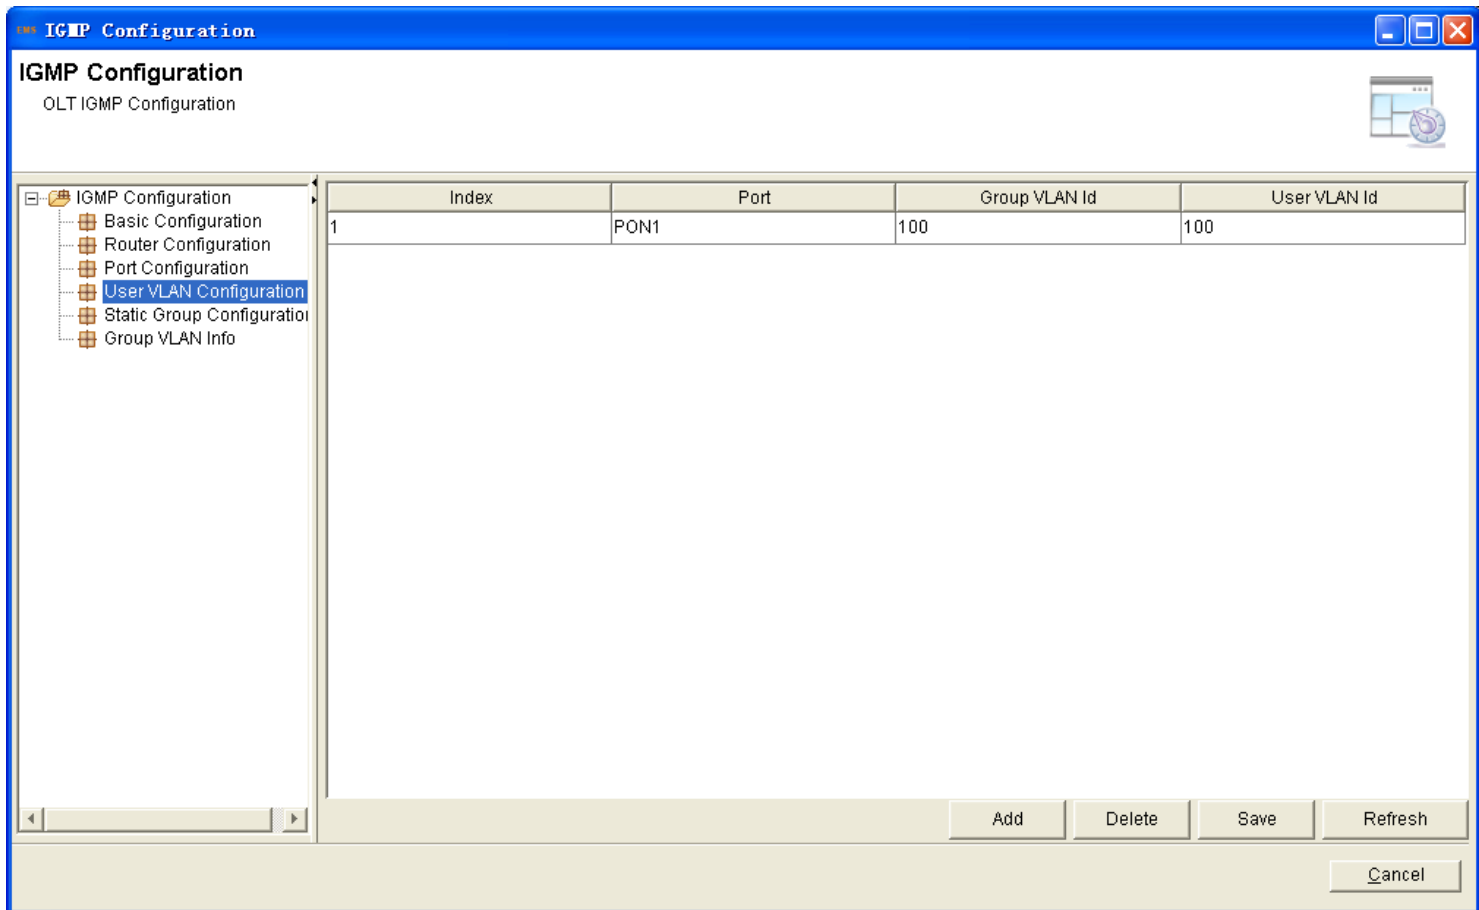 EMS IGMP Configuration
IGMP Configuration
OLT IGMP Configuration
IGMP Configuration
Basic Configuration
Router Configuration
Port Configuration
User VLAN Configuration
Static Group Configuration
Group VLAN Info
Index Port Group VLAN Id User VLAN Id
1 PON1 100 100
Add Delete Save Refresh
Cancel